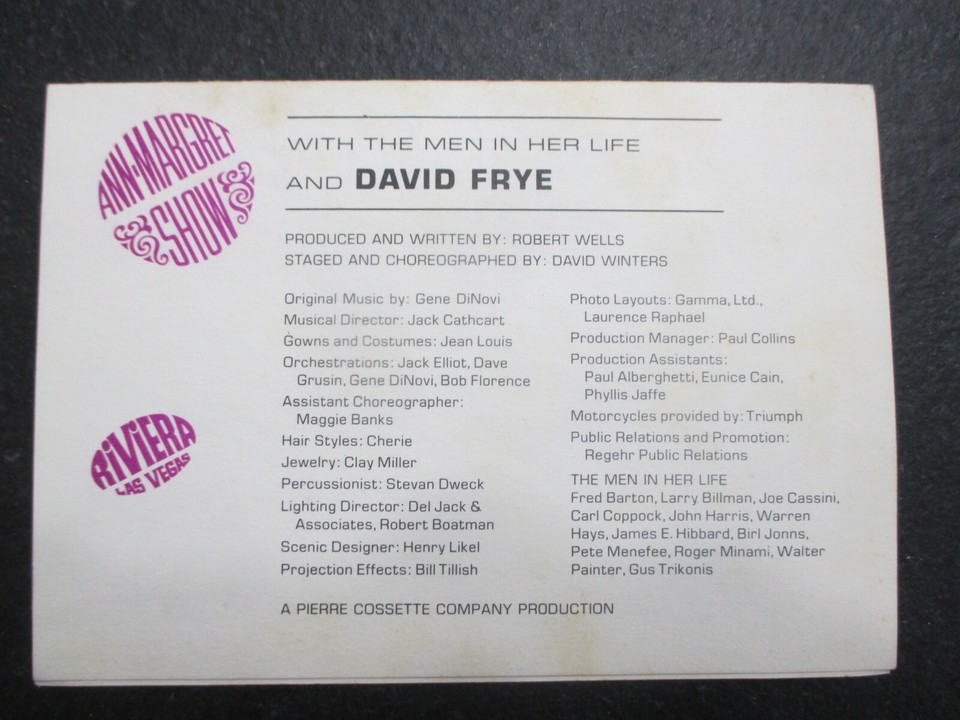 ANN-MARGRET
SHOW
WITH THE MEN IN HER LIFE
AND DAVID FRYE
PRODUCED AND WRITTEN BY: ROBERT WELLS
STAGED AND CHOREOGRAPHED BY: DAVID WINTERS
Original Music by: Gene DiNovi
Musical Director: Jack Cathcart
Gowns and Costumes: Jean Louis
Orchestrations: Jack Elliot, Dave
Grusin, Gene DiNovi, Bob Florence
Assistant Choreographer:
Maggie Banks
Hair Styles: Cherie
Jewelry: Clay Miller
Percussionist: Stevan Dweck
Lighting Director: Del Jack &
Associates, Robert Boatman
Scenic Designer: Henry Likel
Projection Effects: Bill Tillish
Photo Layouts: Gamma, Ltd.,
Laurence Raphael
Production Manager: Paul Collins
Production Assistants:
Paul Alberghetti, Eunice Cain,
Phyllis Jaffe
Motorcycles provided by: Triumph
Public Relations and Promotion:
Regehr Public Relations
THE MEN IN HER LIFE
Fred Barton, Larry Billman, Joe Cassini,
Carl Coppock, John Harris, Warren
Hays, James E. Hibbard, Birl Jonns,
Pete Menefee, Roger Minami, Walter
Painter, Gus Trikonis
RiViERA
LAS VEGAS
A PIERRE COSSETTE COMPANY PRODUCTION